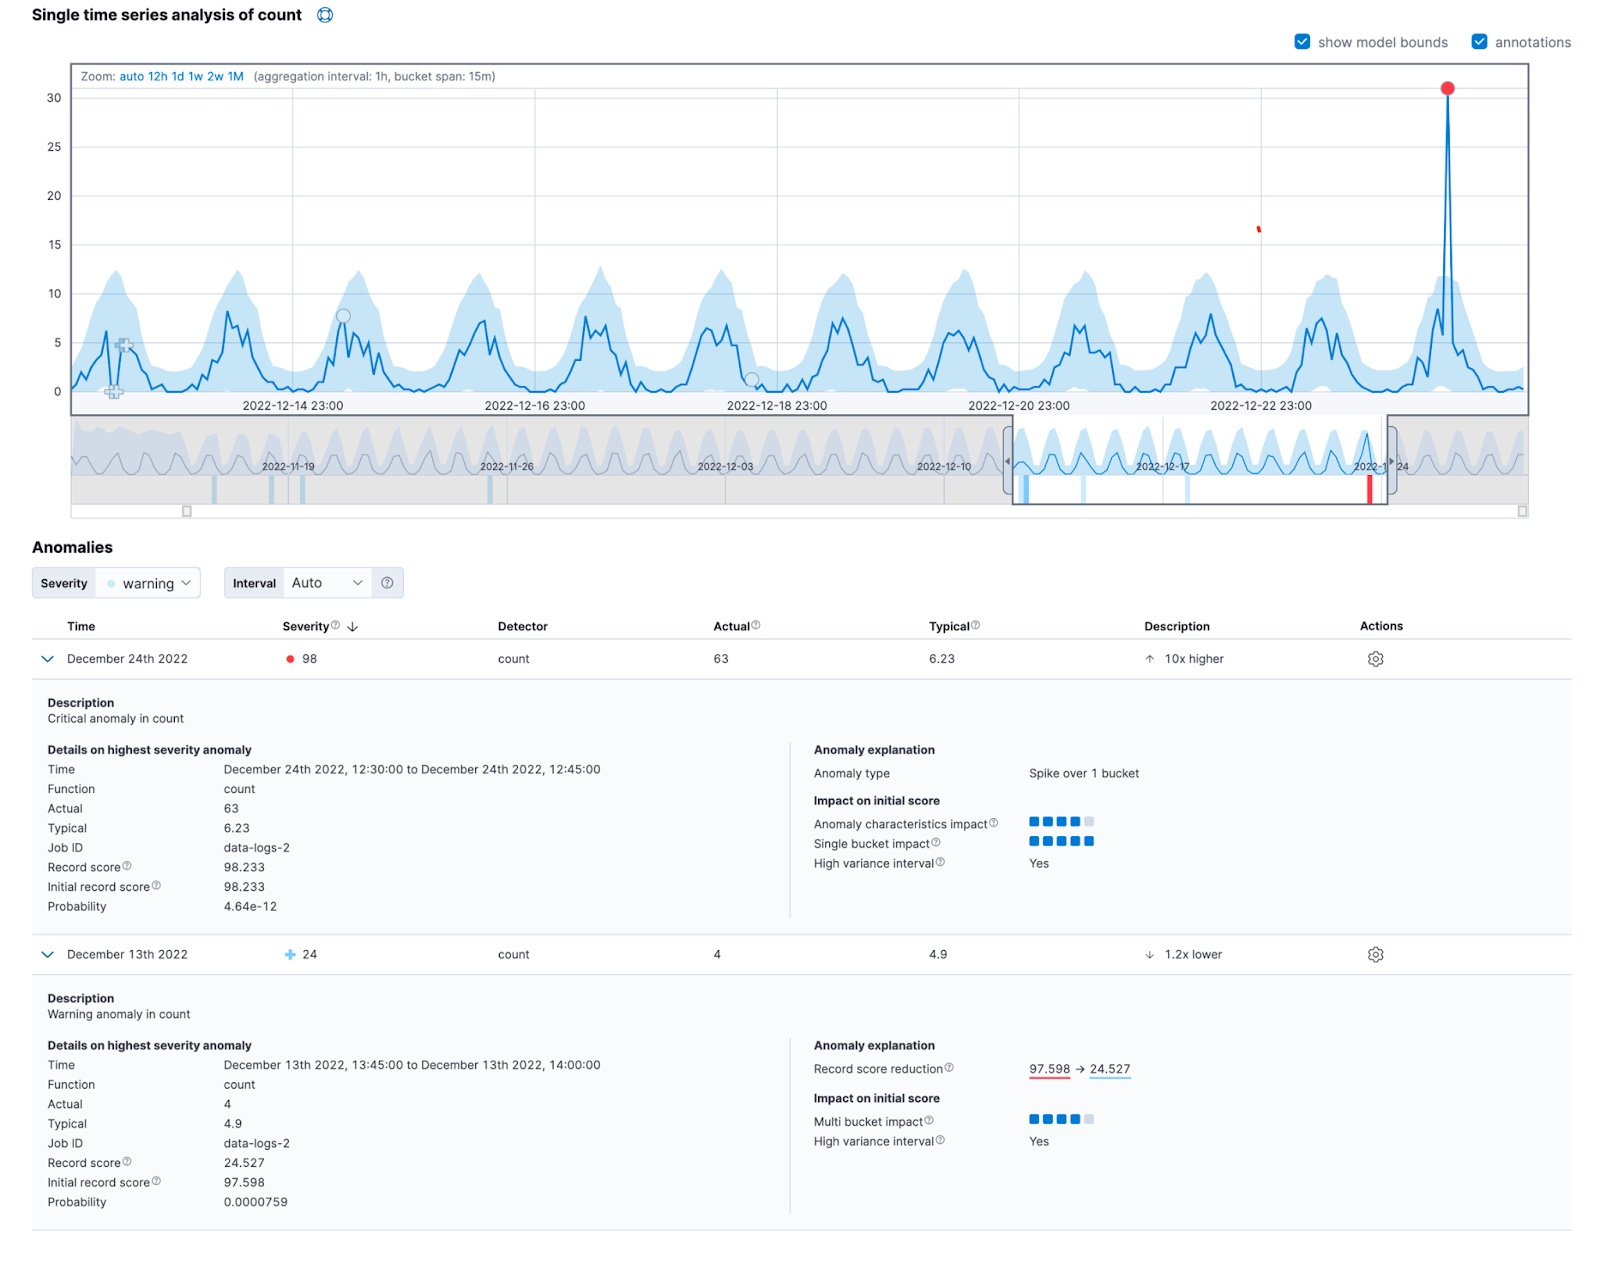 Single time series analysis of count
show model bounds annotations
Zoom: auto 12h 1d 1w 2w 1M (aggregation interval: 1h, bucket span: 15m)
30
25
20
15
10
5
0
2022-12-14 23:00 2022-12-16 23:00 2022-12-18 23:00 2022-12-20 23:00 2022-12-22 23:00
2022-11-19 2022-11-26 2022-12-03 2022-12-10 2022-12-17 2022-1 24
Anomalies
Severity warning Interval Auto
Time Severity Detector Actual Typical Description Actions
December 24th 2022 98 count 63 6.23 ↑ 10x higher
Description
Critical anomaly in count
Details on highest severity anomaly
Time December 24th 2022, 12:30:00 to December 24th 2022, 12:45:00
Function count
Actual 63
Typical 6.23
Job ID data-logs-2
Record score 98.233
Initial record score 98.233
Probability 4.64e-12
Anomaly explanation
Anomaly type Spike over 1 bucket
Impact on initial score
Anomaly characteristics impact
Single bucket impact
High variance interval Yes
December 13th 2022 24 count 4 4.9 ↓ 1.2x lower
Description
Warning anomaly in count
Details on highest severity anomaly
Time December 13th 2022, 13:45:00 to December 13th 2022, 14:00:00
Function count
Actual 4
Typical 4.9
Job ID data-logs-2
Record score 24.527
Initial record score 97.598
Probability 0.0000759
Anomaly explanation
Record score reduction 97.598 → 24.527
Impact on initial score
Multi bucket impact
High variance interval Yes